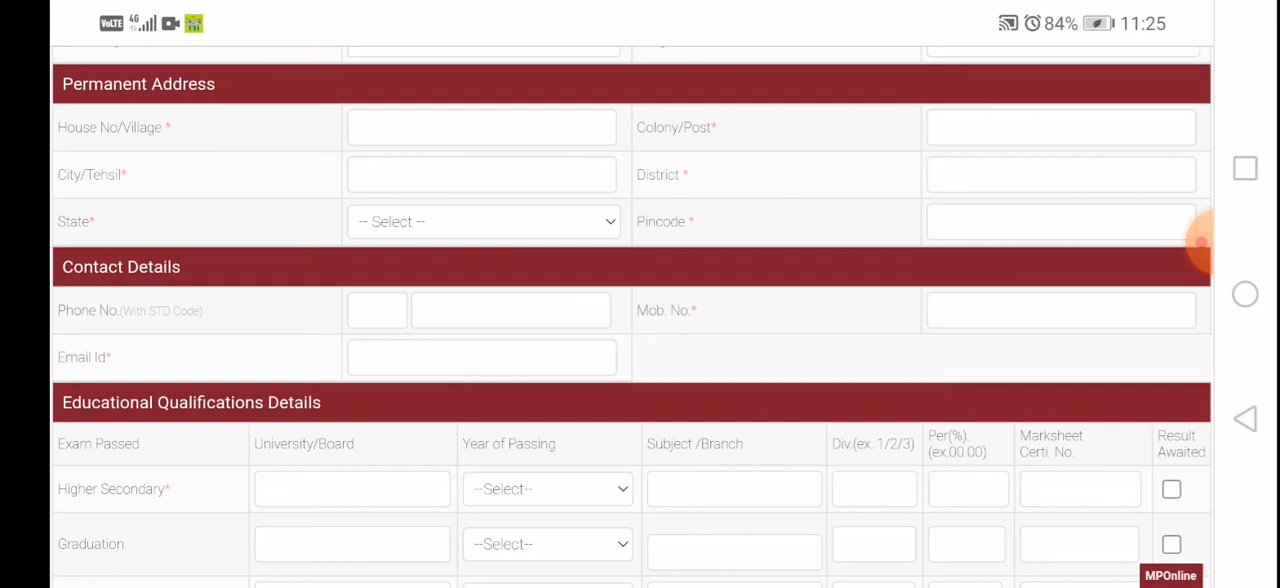 VoLTE 4G 84% 11:25
Permanent Address
House No/Village * Colony/Post*
City/Tehsil* District *
State* -- Select -- Pincode *
Contact Details
Phone No.(With STD Code) Mob. No.*
Email Id*
Educational Qualifications Details
Exam Passed University/Board Year of Passing Subject /Branch Div.(ex. 1/2/3) Per(%). (ex.00.00) Marksheet Certi. No. Result Awaited
Higher Secondary* --Select--
Graduation --Select--
MPOnline